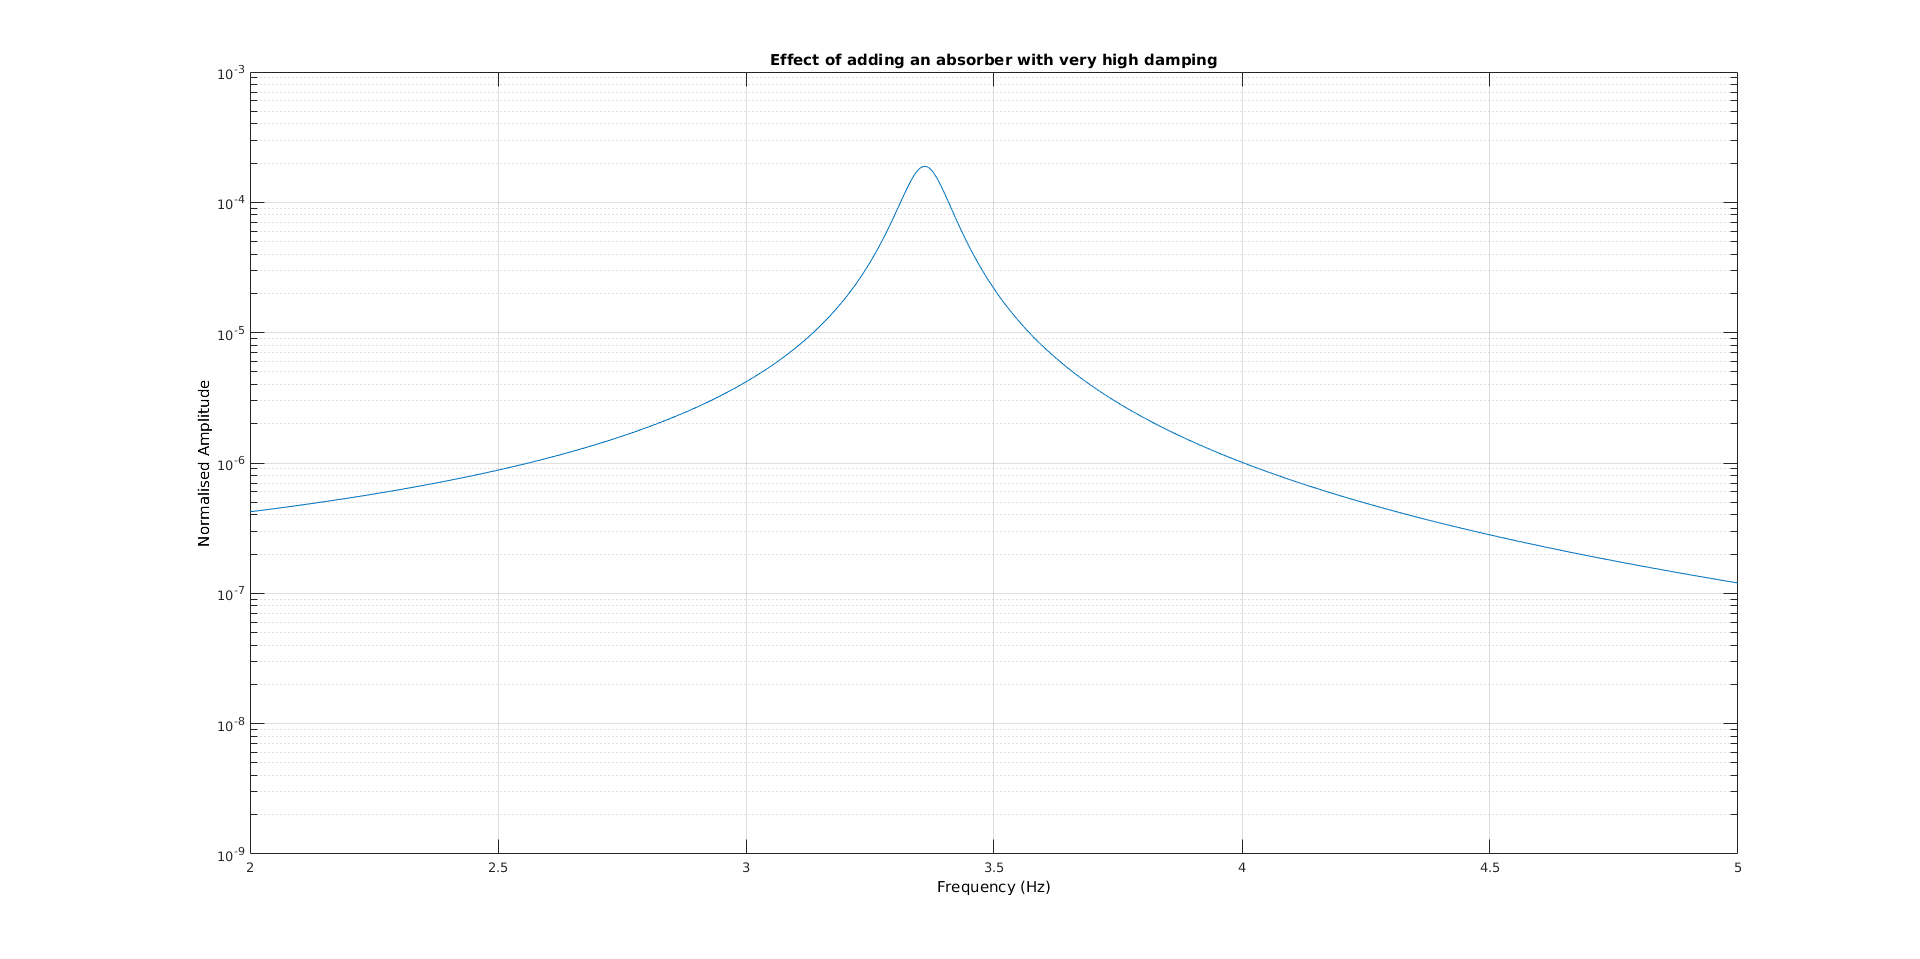 Effect of adding an absorber with very high damping
10^-3
10^-4
10^-5
10^-6
10^-7
10^-8
10^-9
Normalised Amplitude
2 2.5 3 3.5 4 4.5 5
Frequency (Hz)